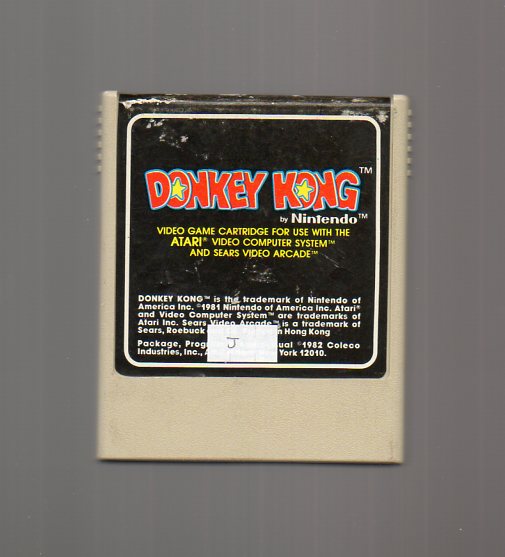 DONKEY KONG™
by Nintendo™
VIDEO GAME CARTRIDGE FOR USE WITH THE
ATARI® VIDEO COMPUTER SYSTEM™
AND SEARS VIDEO ARCADE™
DONKEY KONG™ is the trademark of Nintendo of
America Inc. ©1981 Nintendo of America Inc. Atari®
and Video Computer System™ are trademarks of
Atari Inc. Sears Video Arcade™ is a trademark of
Sears, Roebuck Hong Kong
Package, ©1982 Coleco
Industries, Inc., York 12010.
J